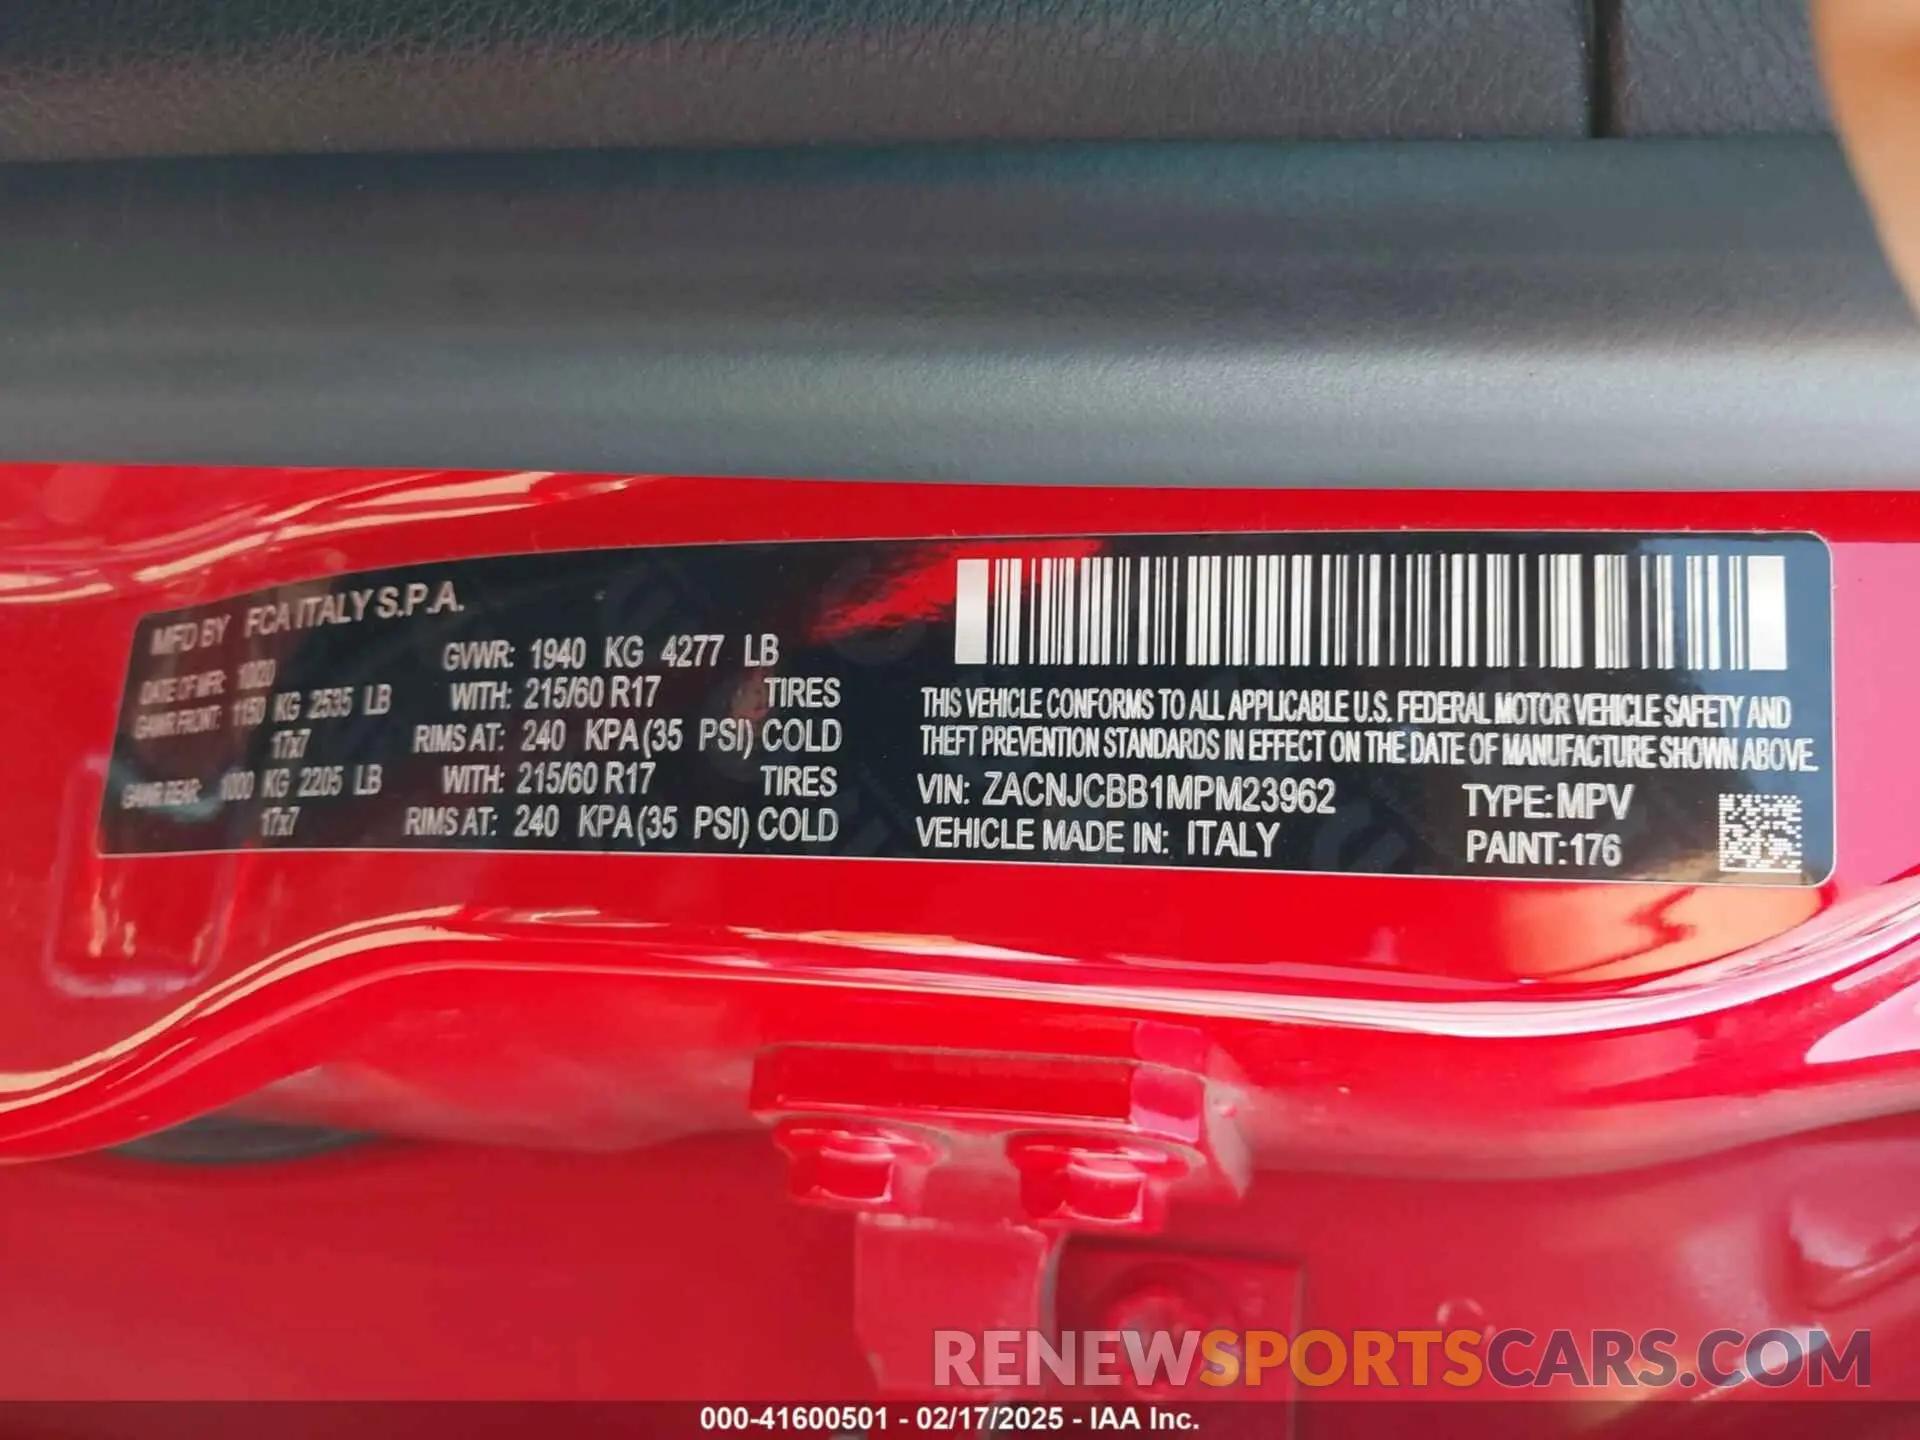 MFD BY FCA ITALY S.P.A.
DATE OF MFR: 10/20 GVWR: 1940 KG 4277 LB
GAWR FRONT: 1150 KG 2535 LB WITH: 215/60 R17 TIRES
17x7 RIMS AT: 240 KPA (35 PSI) COLD
GAWR REAR: 1000 KG 2205 LB WITH: 215/60 R17 TIRES
17x7 RIMS AT: 240 KPA (35 PSI) COLD
THIS VEHICLE CONFORMS TO ALL APPLICABLE U.S. FEDERAL MOTOR VEHICLE SAFETY AND
THEFT PREVENTION STANDARDS IN EFFECT ON THE DATE OF MANUFACTURE SHOWN ABOVE.
VIN: ZACNJCBB1MPM23962 TYPE: MPV
VEHICLE MADE IN: ITALY PAINT: 176
RENEWSPORTSCARS.COM
000-41600501 - 02/17/2025 - IAA Inc.